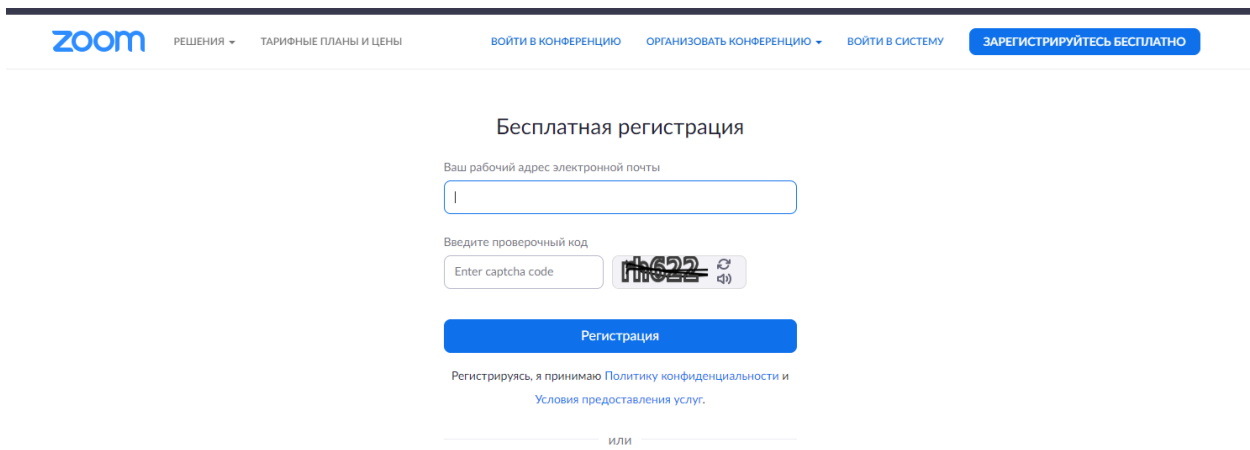 zoom РЕШЕНИЯ ТАРИФНЫЕ ПЛАНЫ И ЦЕНЫ ВОЙТИ В КОНФЕРЕНЦИЮ ОРГАНИЗОВАТЬ КОНФЕРЕНЦИЮ ВОЙТИ В СИСТЕМУ ЗАРЕГИСТРИРУЙТЕСЬ БЕСПЛАТНО
Бесплатная регистрация
Ваш рабочий адрес электронной почты
Введите проверочный код
Enter captcha code rh622
Регистрация
Регистрируясь, я принимаю Политику конфиденциальности и
Условия предоставления услуг.
или